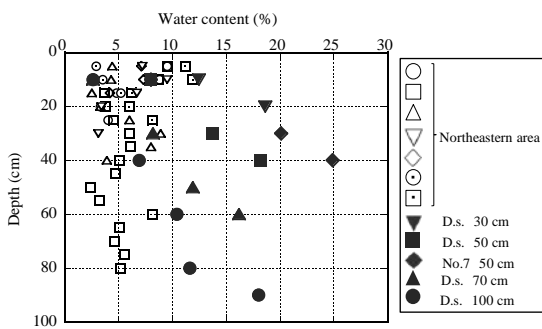 Water content (%)
0 5 10 15 20 25 30
0
20
40
60
80
100
Depth (cm)
Northeastern area
D.s. 30 cm
D.s. 50 cm
No.7 50 cm
D.s. 70 cm
D.s. 100 cm